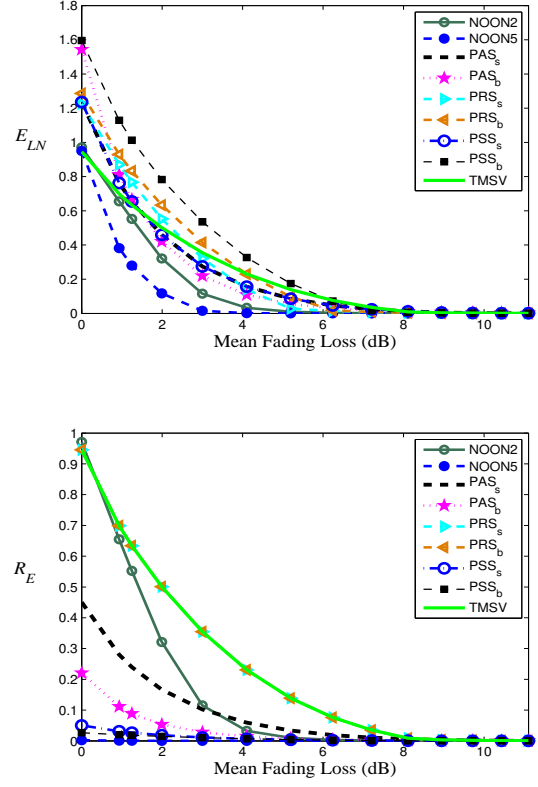 1.8
1.6
1.4
1.2
1
0.8
0.6
0.4
0.2
0
E_LN
0 2 4 6 8 10
Mean Fading Loss (dB)
NOON2
NOON5
PAS_s
PAS_b
PRS_s
PRS_b
PSS_s
PSS_b
TMSV
1
0.9
0.8
0.7
0.6
0.5
0.4
0.3
0.2
0.1
0
R_E
0 2 4 6 8 10
Mean Fading Loss (dB)
NOON2
NOON5
PAS_s
PAS_b
PRS_s
PRS_b
PSS_s
PSS_b
TMSV